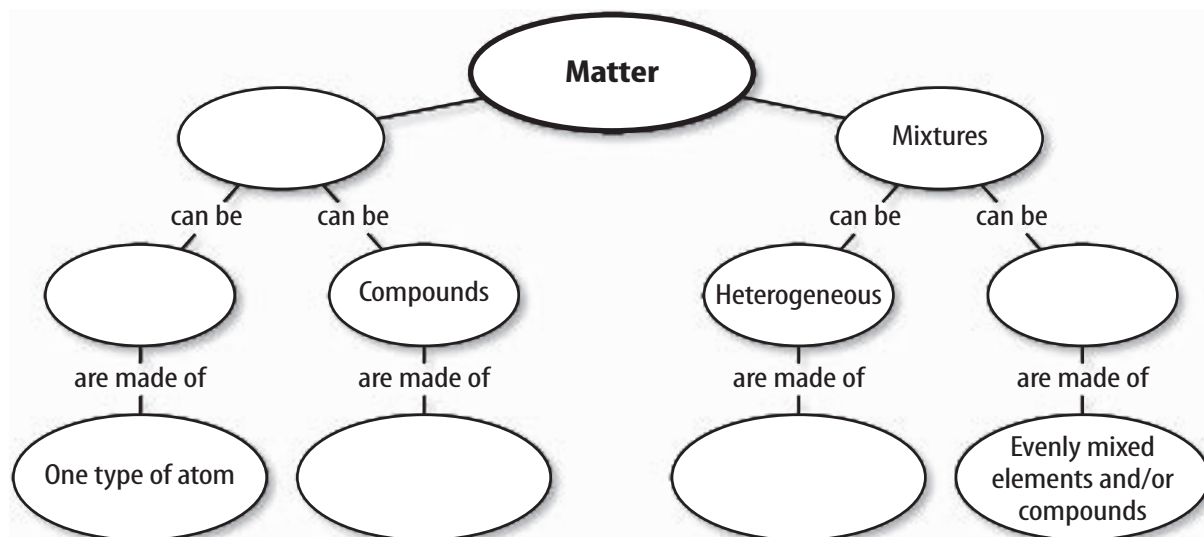 Matter
Mixtures
can be can be can be can be
Compounds Heterogeneous
are made of are made of are made of are made of
One type of atom
Evenly mixed
elements and/or
compounds